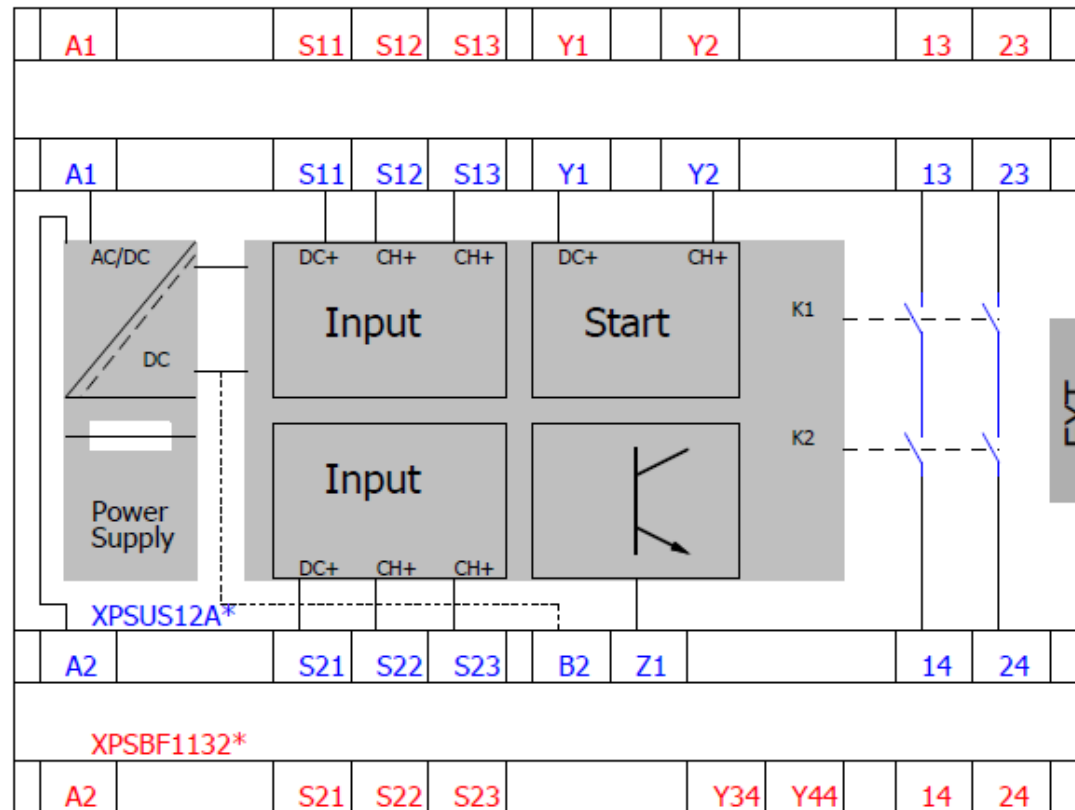 A1 S11 S12 S13 Y1 Y2 13 23
A1 S11 S12 S13 Y1 Y2 13 23
AC/DC DC+ CH+ CH+ DC+ CH+
Input Start K1
DC
EXT
K2
Input
Power
Supply
DC+ CH+ CH+
XPSUS12A*
A2 S21 S22 S23 B2 Z1 14 24
XPSBF1132*
A2 S21 S22 S23 Y34 Y44 14 24